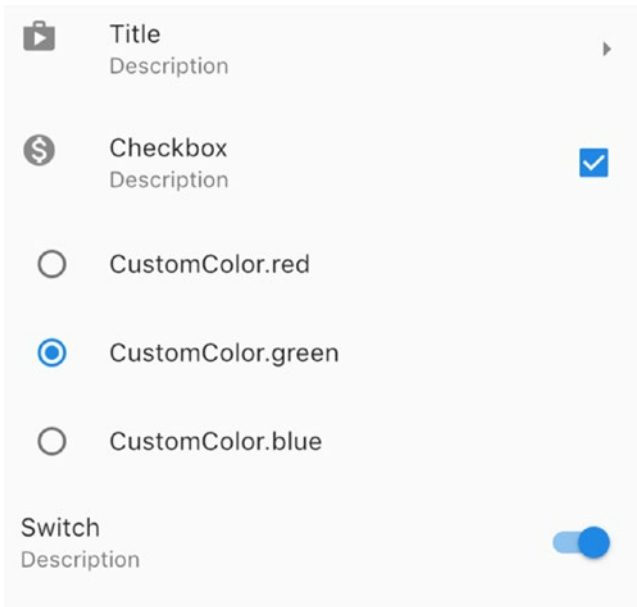 Title
Description
Checkbox
Description
CustomColor.red
CustomColor.green
CustomColor.blue
Switch
Description